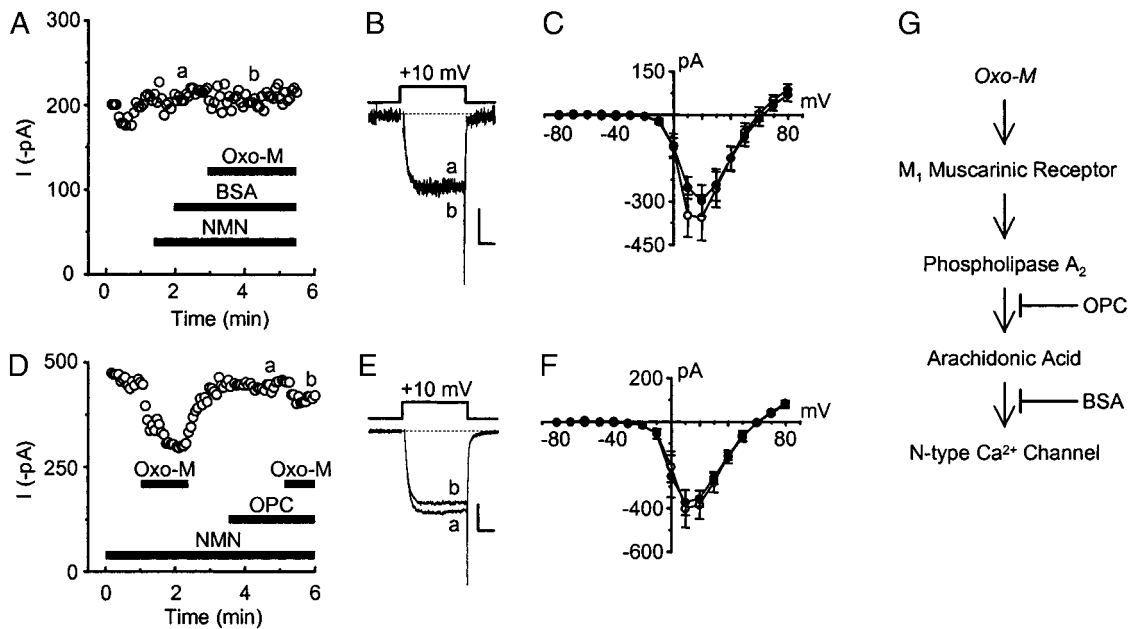 A
300
200
100
0
I (-pA)
a
b
Oxo-M
BSA
NMN
0
2
4
6
Time (min)
B
+10 mV
a
b
C
pA
150
mV
-80
-40
80
-300
-450
D
500
250
0
I (-pA)
a
b
Oxo-M
Oxo-M
OPC
NMN
0
2
4
6
Time (min)
E
+10 mV
b
a
F
pA
200
mV
-80
-40
80
-400
-600
G
Oxo-M
M₁ Muscarinic Receptor
Phospholipase A₂
OPC
Arachidonic Acid
BSA
N-type Ca²⁺ Channel